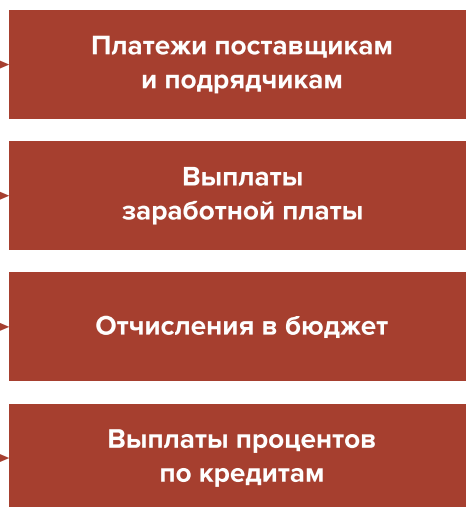 Платежи поставщикам
и подрядчикам
Выплаты
заработной платы
Отчисления в бюджет
Выплаты процентов
по кредитам